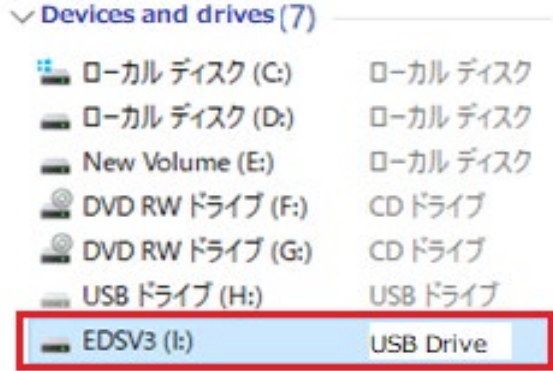 Devices and drives (7)
ローカル ディスク (C:) ローカル ディスク
ローカル ディスク (D:) ローカル ディスク
New Volume (E:) ローカル ディスク
DVD RW ドライブ (F:) CD ドライブ
DVD RW ドライブ (G:) CD ドライブ
USB ドライブ (H:) USB ドライブ
EDSV3 (I:) USB Drive